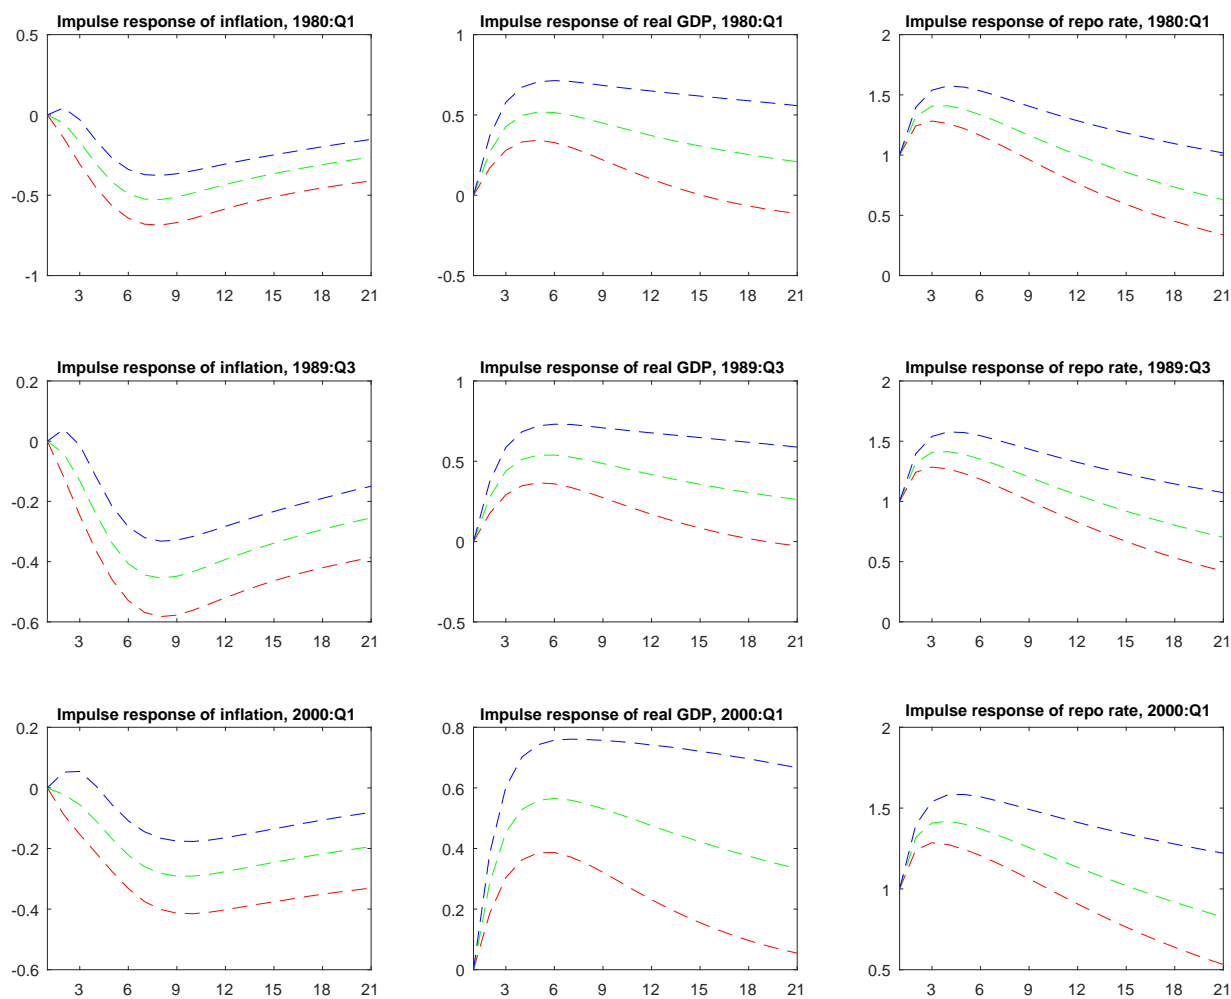 Impulse response of inflation, 1980:Q1
0.5
0
-0.5
-1
3 6 9 12 15 18 21
Impulse response of real GDP, 1980:Q1
1
0.5
0
-0.5
3 6 9 12 15 18 21
Impulse response of repo rate, 1980:Q1
2
1.5
1
0.5
0
3 6 9 12 15 18 21
Impulse response of inflation, 1989:Q3
0.2
0
-0.2
-0.4
-0.6
3 6 9 12 15 18 21
Impulse response of real GDP, 1989:Q3
1
0.5
0
-0.5
3 6 9 12 15 18 21
Impulse response of repo rate, 1989:Q3
2
1.5
1
0.5
0
3 6 9 12 15 18 21
Impulse response of inflation, 2000:Q1
0.2
0
-0.2
-0.4
-0.6
3 6 9 12 15 18 21
Impulse response of real GDP, 2000:Q1
0.8
0.6
0.4
0.2
0
3 6 9 12 15 18 21
Impulse response of repo rate, 2000:Q1
2
1.5
1
0.5
3 6 9 12 15 18 21